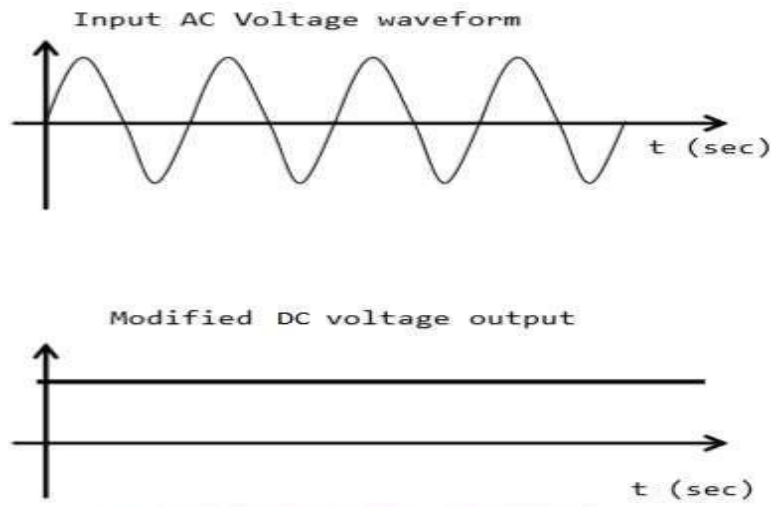 Input AC Voltage waveform
t (sec)
Modified DC voltage output
t (sec)